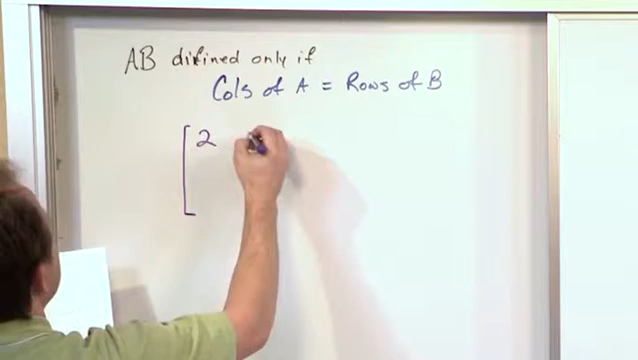 AB difined only if
Cols of A = Rows of B
[ 2